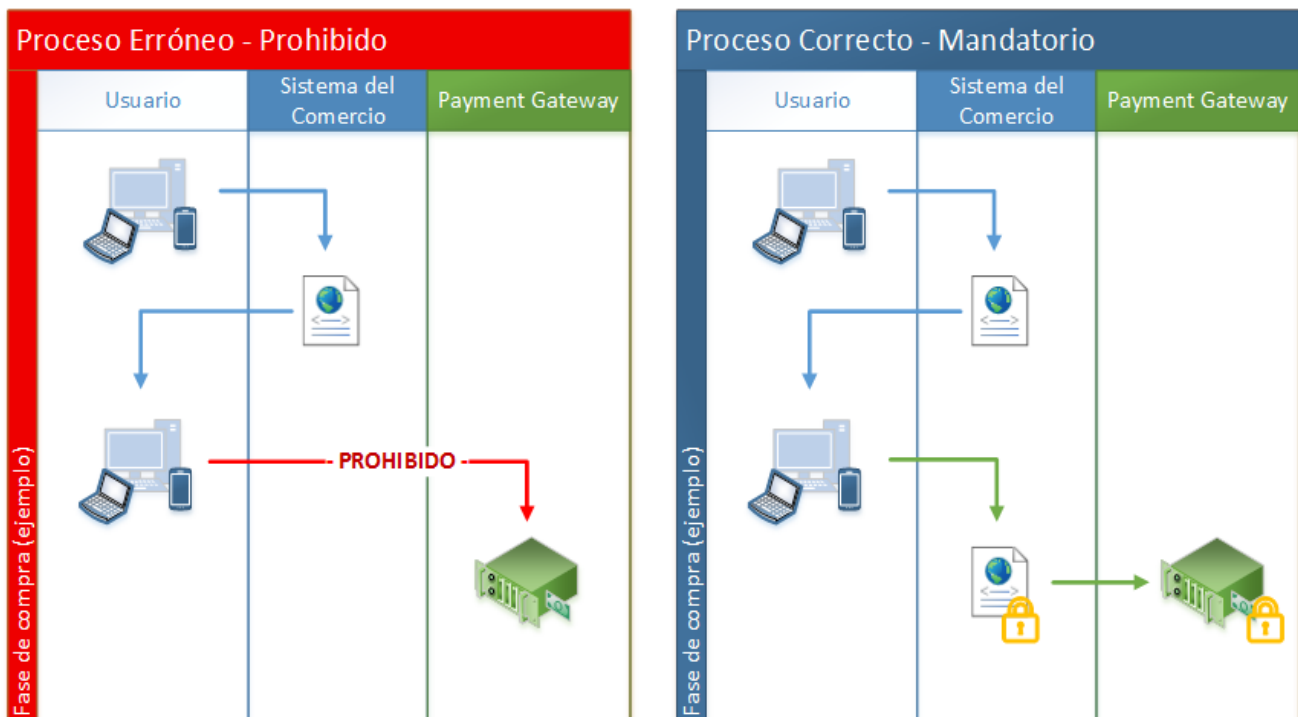 Proceso Erróneo - Prohibido
Usuario
Sistema del
Comercio
Payment Gateway
PROHIBIDO
Fase de compra (ejemplo)
Proceso Correcto - Mandatorio
Usuario
Sistema del
Comercio
Payment Gateway
Fase de compra (ejemplo)